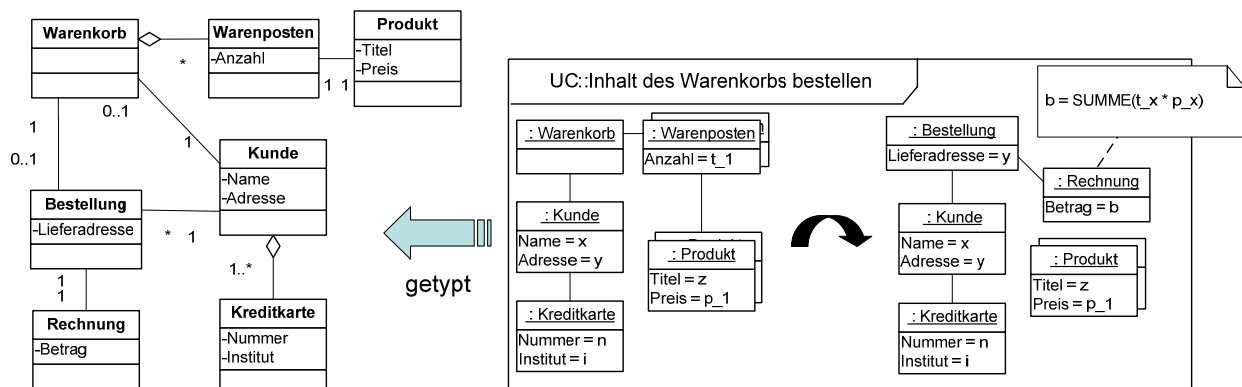 Warenkorb
Warenposten
-Anzahl
Produkt
-Titel
-Preis
*
1 1
0..1
1
1
0..1
Kunde
-Name
-Adresse
Bestellung
-Lieferadresse
* 1
1
1
1..*
Rechnung
-Betrag
Kreditkarte
-Nummer
-Institut
getypt
UC::Inhalt des Warenkorbs bestellen
: Warenkorb
: Warenposten
Anzahl = t_1
: Kunde
Name = x
Adresse = y
: Produkt
Titel = z
Preis = p_1
: Kreditkarte
Nummer = n
Institut = i
: Bestellung
Lieferadresse = y
b = SUMME(t_x * p_x)
: Rechnung
Betrag = b
: Kunde
Name = x
Adresse = y
: Produkt
Titel = z
Preis = p_1
: Kreditkarte
Nummer = n
Institut = i